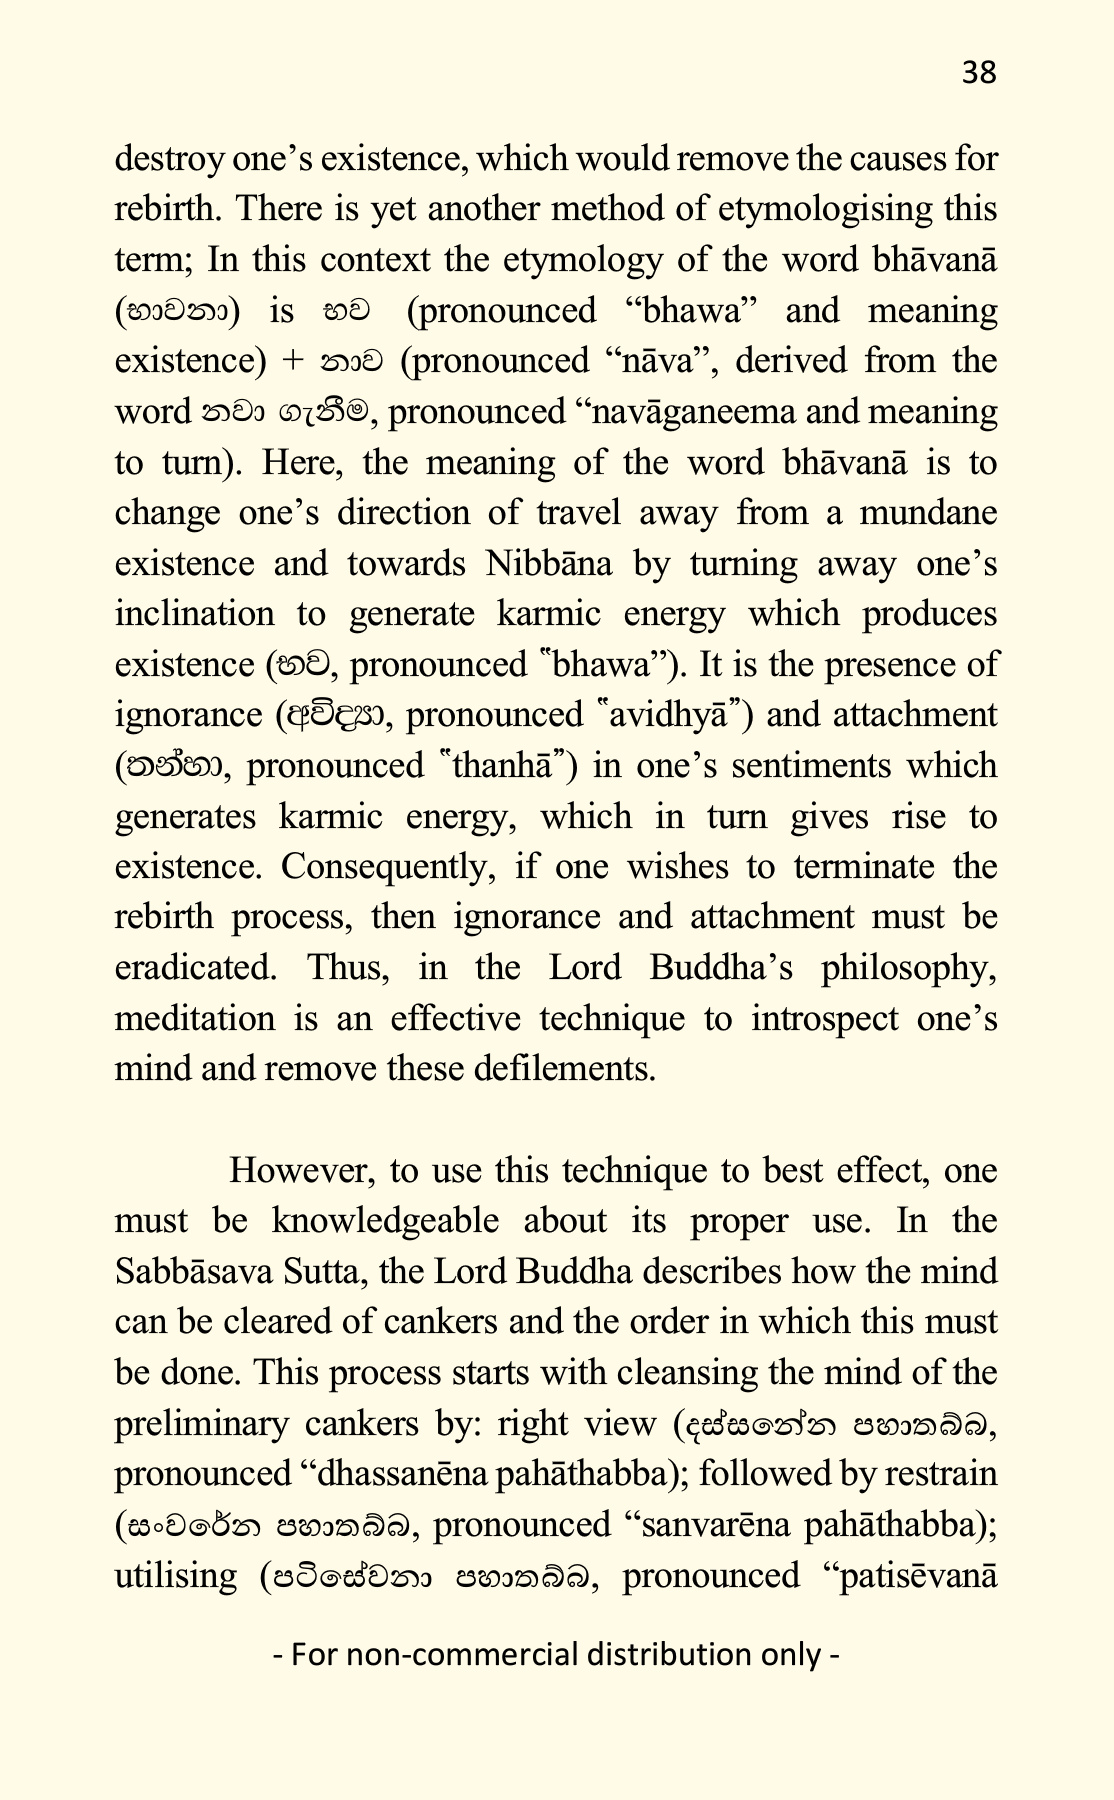 38
destroy one’s existence, which would remove the causes for
rebirth. There is yet another method of etymologising this
term; In this context the etymology of the word bhāvanā
(භාවනා) is භව (pronounced “bhawa” and meaning
existence) + නාව (pronounced “nāva”, derived from the
word නවා ගැනීම, pronounced “navāganeema and meaning
to turn). Here, the meaning of the word bhāvanā is to
change one’s direction of travel away from a mundane
existence and towards Nibbāna by turning away one’s
inclination to generate karmic energy which produces
existence (භව, pronounced “bhawa”). It is the presence of
ignorance (අවිද්‍යා, pronounced “avidhyā”) and attachment
(තන්හා, pronounced “thanhā”) in one’s sentiments which
generates karmic energy, which in turn gives rise to
existence. Consequently, if one wishes to terminate the
rebirth process, then ignorance and attachment must be
eradicated. Thus, in the Lord Buddha’s philosophy,
meditation is an effective technique to introspect one’s
mind and remove these defilements.
However, to use this technique to best effect, one
must be knowledgeable about its proper use. In the
Sabbāsava Sutta, the Lord Buddha describes how the mind
can be cleared of cankers and the order in which this must
be done. This process starts with cleansing the mind of the
preliminary cankers by: right view (දස්සනේන පහාතබ්බ,
pronounced “dhassanēna pahāthabba); followed by restrain
(සංවරේන පහාතබ්බ, pronounced “sanvarēna pahāthabba);
utilising (පටිසේවනා පහාතබ්බ, pronounced “patisēvanā
- For non-commercial distribution only -